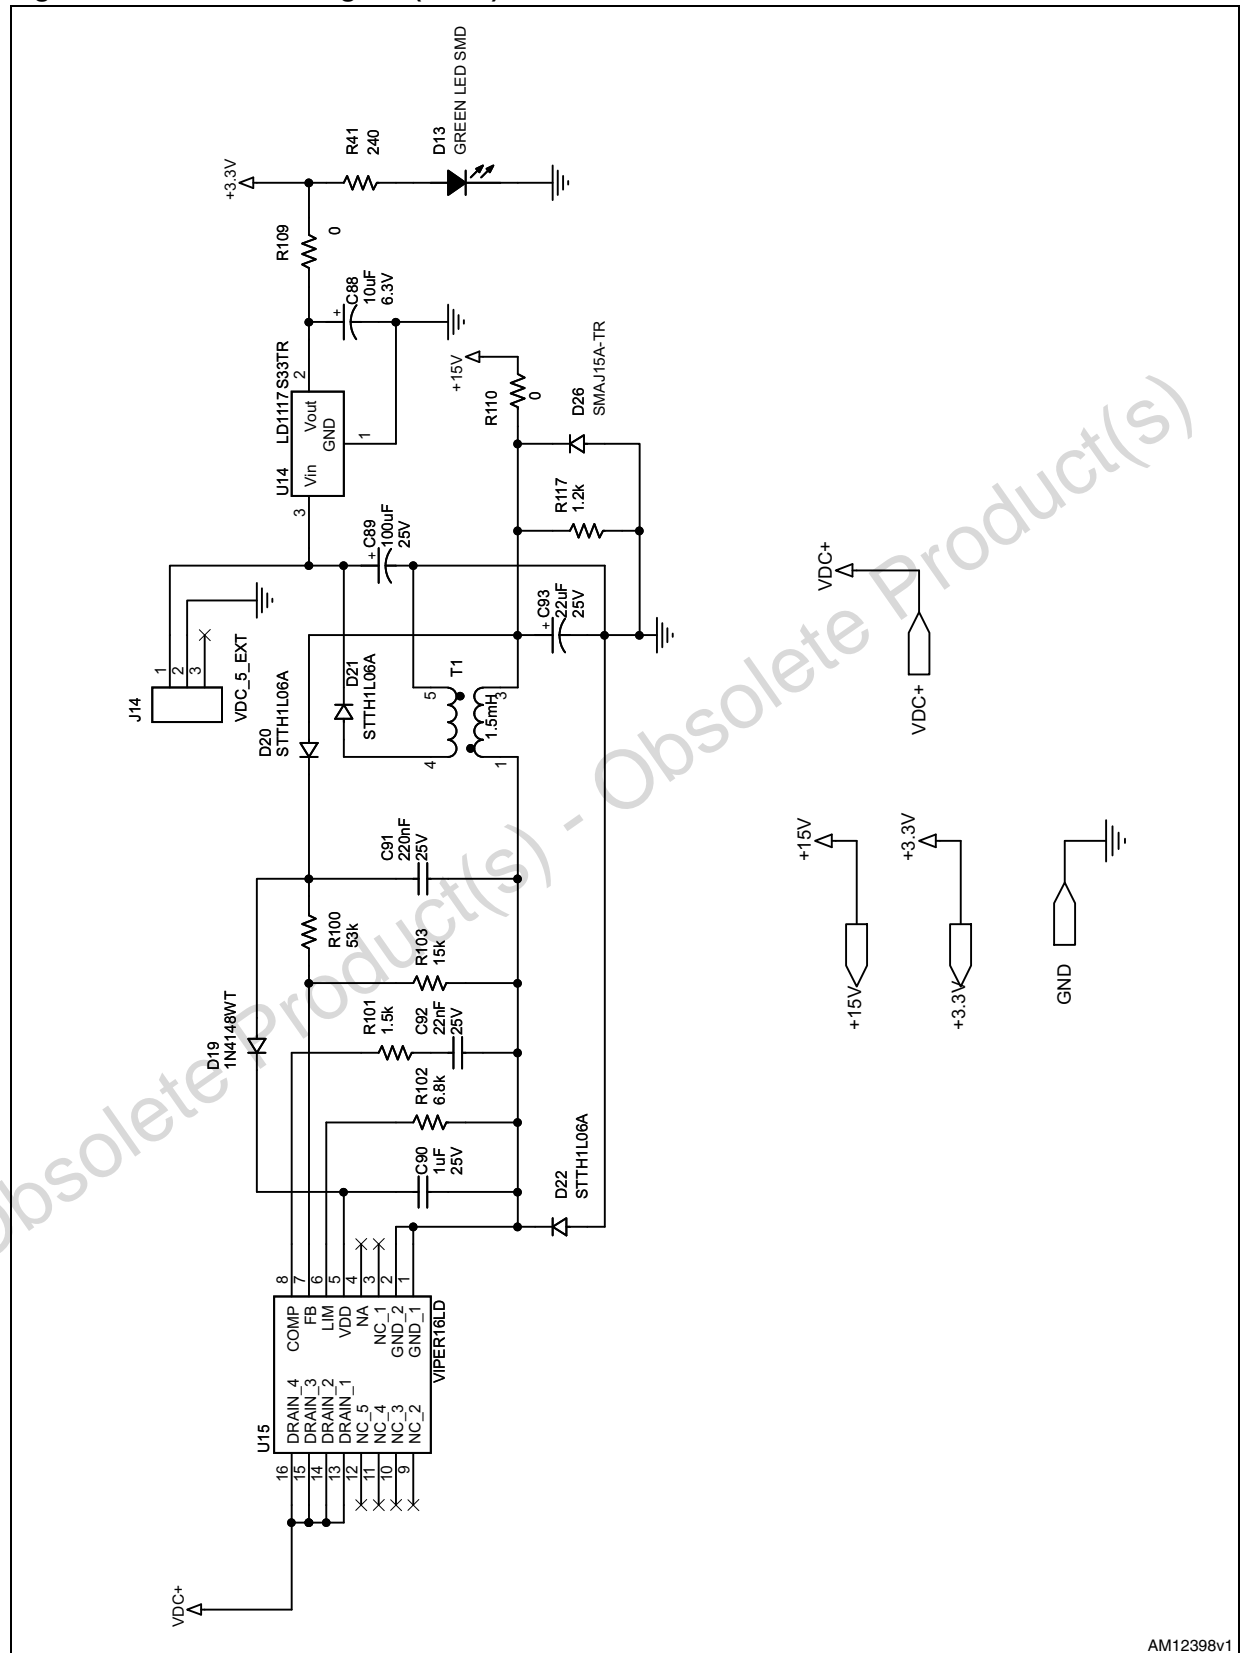 +3.3V
R41
240
D13
GREEN LED SMD
R109
0
C88
+
10uF
6.3V
U14
LD1117S33TR
Vin
Vout
GND
3
2
1
+15V
R110
0
D26
SMAJ15A-TR
R117
1.2k
C89
+
100uF
25V
C93
+
22uF
25V
J14
1
2
3
VDC_5_EXT
D20
STTH1L06A
D21
STTH1L06A
T1
5
4
3
1
1.5mH
C91
220nF
25V
R100
53k
R103
15k
R101
1.5k
C92
22nF
25V
R102
6.8k
C90
1uF
25V
D19
1N4148WT
D22
STTH1L06A
U15
VIPER16LD
COMP
FB
LIM
VDD
NA
NC_1
GND_2
GND_1
8
7
6
5
4
3
2
1
DRAIN_4
DRAIN_3
DRAIN_2
DRAIN_1
NC_5
NC_4
NC_3
NC_2
16
15
14
13
12
11
10
9
VDC+
VDC+
VDC+
+15V
+15V
+3.3V
+3.3V
GND
Obsolete Product(s) - Obsolete Product(s)
AM12398v1